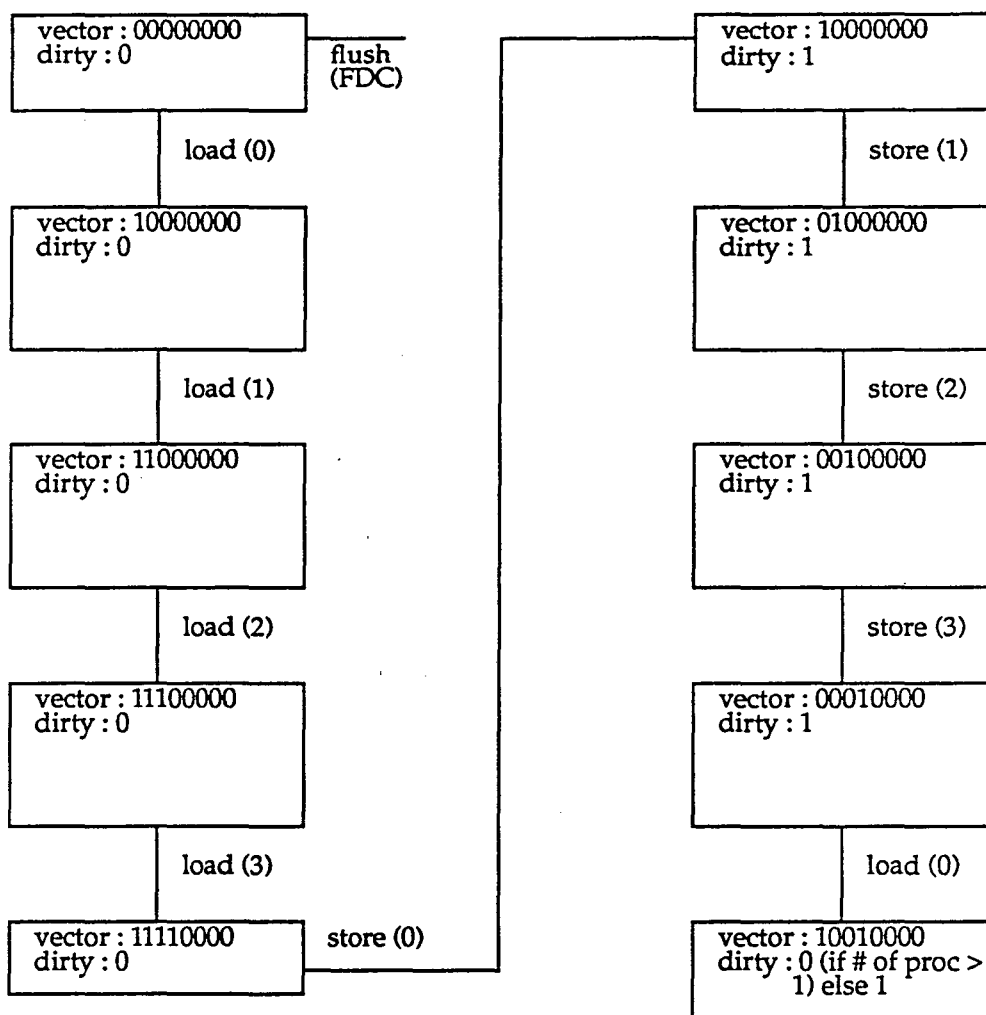 vector : 00000000
dirty : 0
flush
(FDC)
load (0)
vector : 10000000
dirty : 0
load (1)
vector : 11000000
dirty : 0
load (2)
vector : 11100000
dirty : 0
load (3)
vector : 11110000
dirty : 0
store (0)
vector : 10000000
dirty : 1
store (1)
vector : 01000000
dirty : 1
store (2)
vector : 00100000
dirty : 1
store (3)
vector : 00010000
dirty : 1
load (0)
vector : 10010000
dirty : 0 (if # of proc >
1) else 1